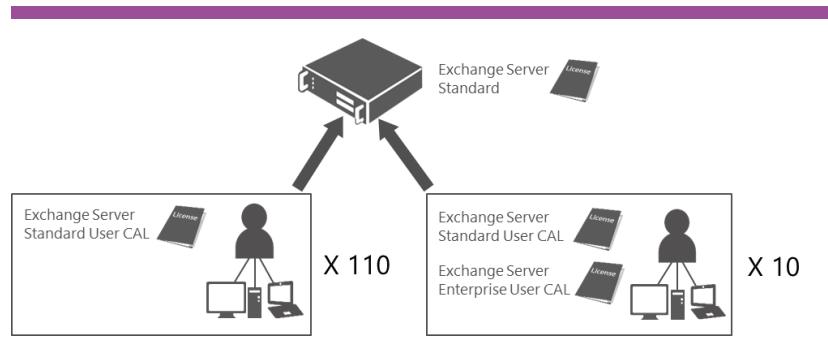 Exchange Server
Standard
License
Exchange Server
Standard User CAL
License
X 110
Exchange Server
Standard User CAL
License
Exchange Server
Enterprise User CAL
License
X 10